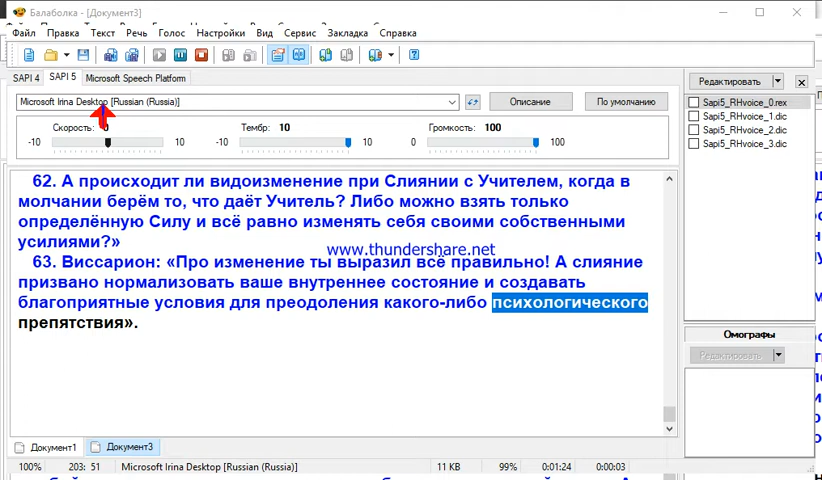 Балаболка - [Документ3]
Файл Правка Текст Речь Голос Настройки Вид Сервис Закладка Справка
SAPI 4 SAPI 5 Microsoft Speech Platform
Microsoft Irina Desktop [Russian (Russia)]
Описание По умолчанию
Скорость: Тембр: 10 Громкость: 100
-10 10 -10 10 0 100
Редактировать
Sapi5_RHvoice_0.rex
Sapi5_RHvoice_1.dic
Sapi5_RHvoice_2.dic
Sapi5_RHvoice_3.dic
62. А происходит ли видоизменение при Слиянии с Учителем, когда в
молчании берём то, что даёт Учитель? Либо можно взять только
определённую Силу и всё равно изменять себя своими собственными
усилиями?»
www.thundershare.net
63. Виссарион: «Про изменение ты выразил всё правильно! А слияние
призвано нормализовать ваше внутреннее состояние и создавать
благоприятные условия для преодоления какого-либо психологического
препятствия».
Омографы
Редактировать
Документ1 Документ3
100% 203: 51 Microsoft Irina Desktop [Russian (Russia)] 11 KB 99% 0:01:24 0:00:03